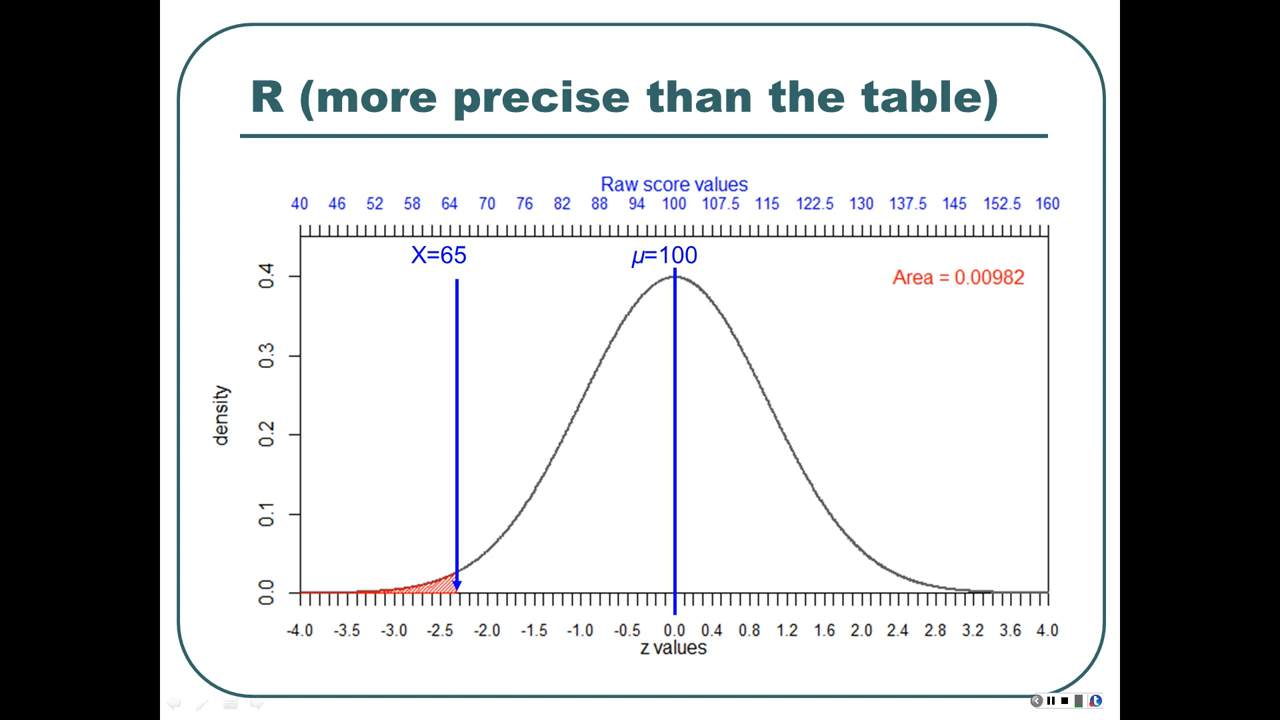 R (more precise than the table)
Raw score values
40 46 52 58 64 70 76 82 88 94 100 107.5 115 122.5 130 137.5 145 152.5 160
X=65 μ=100
Area = 0.00982
0.4
0.3
0.2
0.1
0.0
density
-4.0 -3.5 -3.0 -2.5 -2.0 -1.5 -1.0 -0.5 0.0 0.4 0.8 1.2 1.6 2.0 2.4 2.8 3.2 3.6 4.0
z values